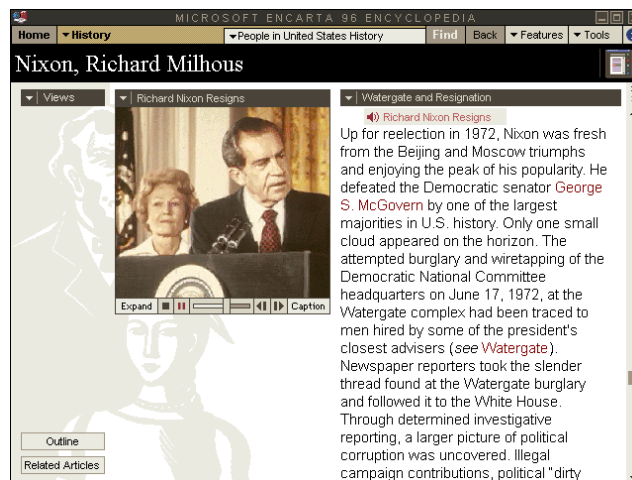 MICROSOFT ENCARTA 96 ENCYCLOPEDIA
Home History People in United States History Find Back Features Tools
Nixon, Richard Milhous
Views
Richard Nixon Resigns
Expand Caption
Watergate and Resignation
Richard Nixon Resigns
Up for reelection in 1972, Nixon was fresh
from the Beijing and Moscow triumphs
and enjoying the peak of his popularity. He
defeated the Democratic senator George
S. McGovern by one of the largest
majorities in U.S. history. Only one small
cloud appeared on the horizon. The
attempted burglary and wiretapping of the
Democratic National Committee
headquarters on June 17, 1972, at the
Watergate complex had been traced to
men hired by some of the president's
closest advisers (see Watergate).
Newspaper reporters took the slender
thread found at the Watergate burglary
and followed it to the White House.
Through determined investigative
reporting, a larger picture of political
corruption was uncovered. Illegal
campaign contributions, political "dirty
Outline
Related Articles